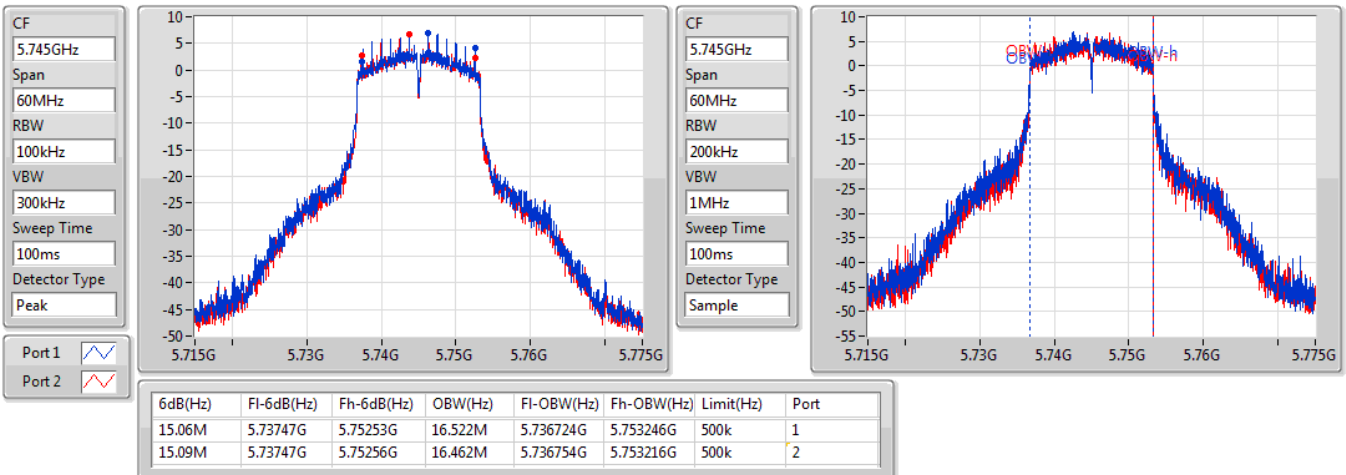 CF
5.745GHz
Span
60MHz
RBW
100kHz
VBW
300kHz
Sweep Time
100ms
Detector Type
Peak
Port 1
Port 2
10
5
0
-5
-10
-15
-20
-25
-30
-35
-40
-45
-50
5.715G 5.73G 5.74G 5.75G 5.76G 5.775G
CF
5.745GHz
Span
60MHz
RBW
200kHz
VBW
1MHz
Sweep Time
100ms
Detector Type
Sample
10
5
0
-5
-10
-15
-20
-25
-30
-35
-40
-45
-50
-55
OBW-h
5.715G 5.73G 5.74G 5.75G 5.76G 5.775G
6dB(Hz) Fl-6dB(Hz) Fh-6dB(Hz) OBW(Hz) Fl-OBW(Hz) Fh-OBW(Hz) Limit(Hz) Port
15.06M 5.73747G 5.75253G 16.522M 5.736724G 5.753246G 500k 1
15.09M 5.73747G 5.75256G 16.462M 5.736754G 5.753216G 500k 2